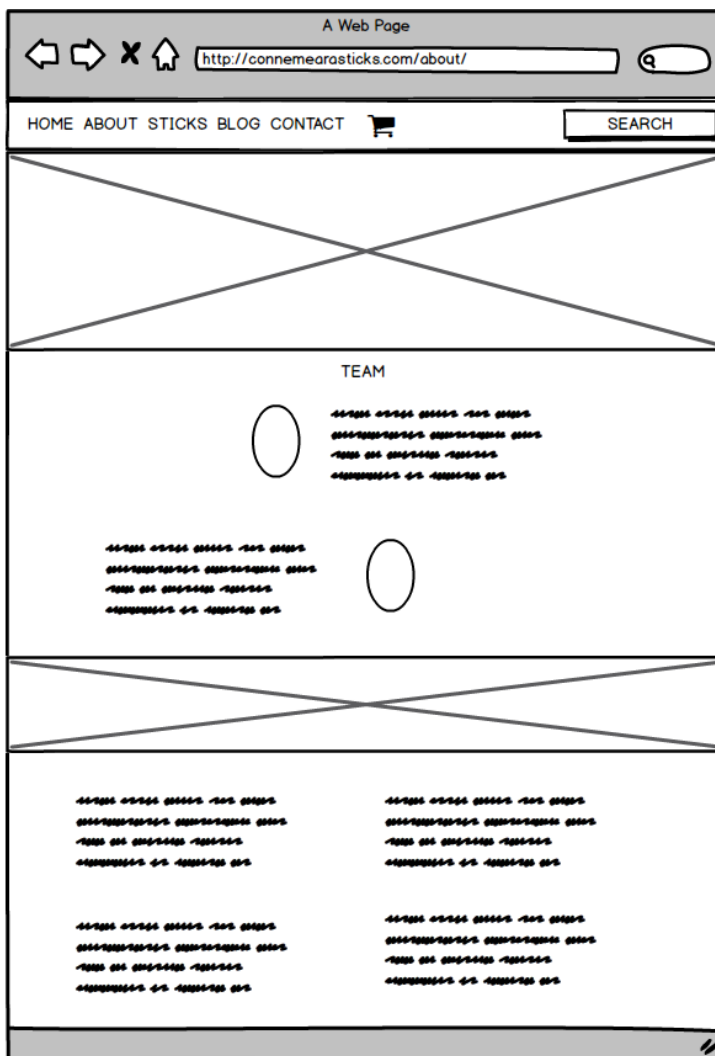 A Web Page
http://connemearasticks.com/about/
HOME ABOUT STICKS BLOG CONTACT SEARCH
TEAM